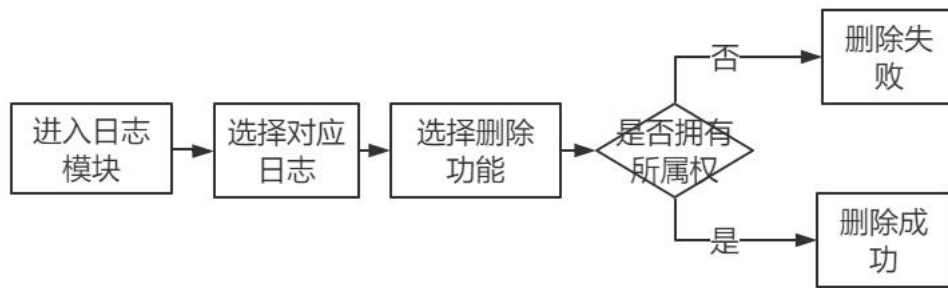 进入日志
模块
选择对应
日志
选择删除
功能
是否拥有
所属权
否
删除失
败
是
删除成
功